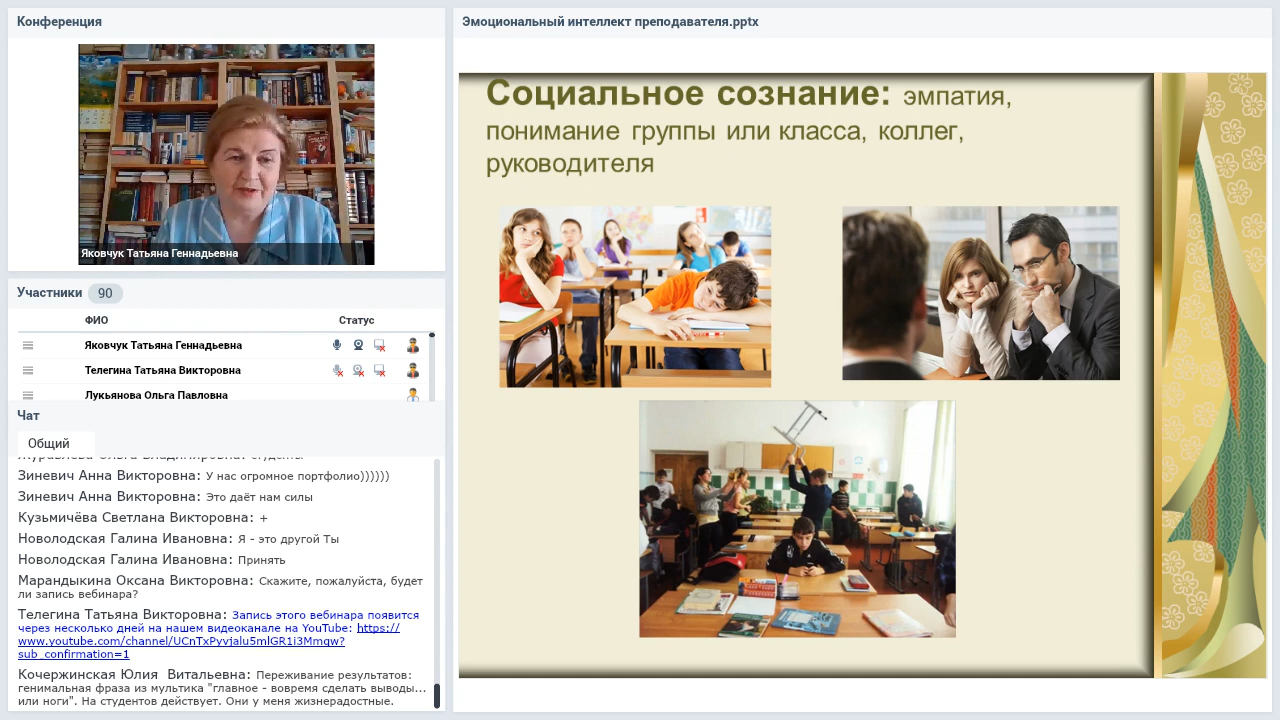 Конференция
Яковчук Татьяна Геннадьевна
Участники 90
ФИО Статус
Яковчук Татьяна Геннадьевна
Телегина Татьяна Викторовна
Лукьянова Ольга Павловна
Чат
Общий
Зиневич Анна Викторовна: У нас огромное портфолио))))))
Зиневич Анна Викторовна: Это даёт нам силы
Кузьмичёва Светлана Викторовна: +
Новолодская Галина Ивановна: Я - это другой Ты
Новолодская Галина Ивановна: Принять
Марандыкина Оксана Викторовна: Скажите, пожалуйста, будет
ли запись вебинара?
Телегина Татьяна Викторовна: Запись этого вебинара появится
через несколько дней на нашем видеоканале на YouTube: https://
www.youtube.com/channel/UCnTxPyvjalu5mlGR1i3Mmqw?
sub_confirmation=1
Кочержинская Юлия Витальевна: Переживание результатов:
генимальная фраза из мультика "главное - вовремя сделать выводы...
или ноги". На студентов действует. Они у меня жизнерадостные.
Эмоциональный интеллект преподавателя.pptx
Социальное сознание: эмпатия,
понимание группы или класса, коллег,
руководителя